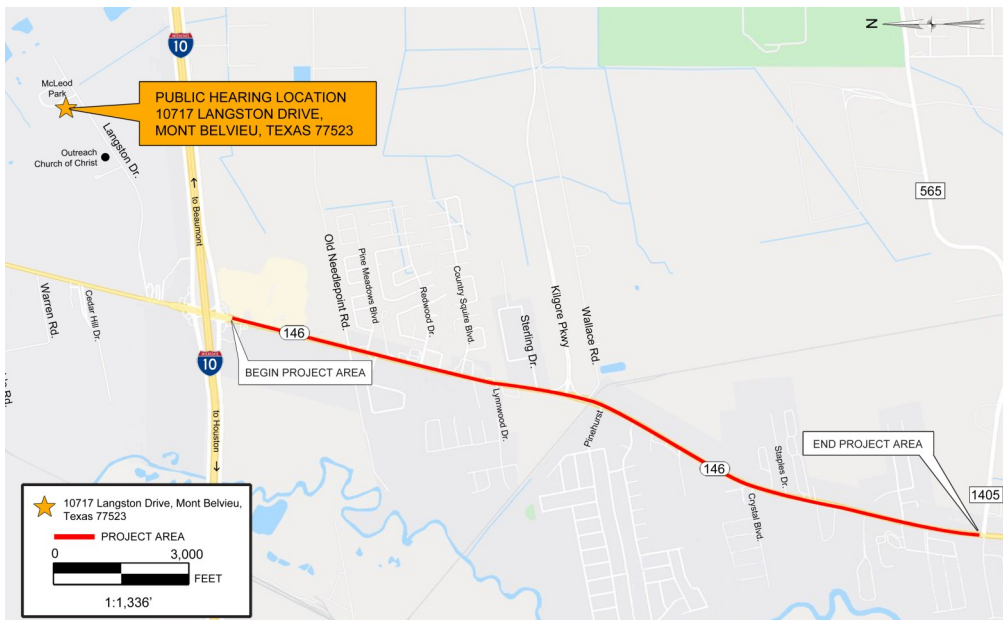 N
INTERSTATE
10
McLeod
Park
PUBLIC HEARING LOCATION
10717 LANGSTON DRIVE,
MONT BELVIEU, TEXAS 77523
Langston Dr.
Outreach
Church of Christ
565
to Beaumont
Old Needlepoint Rd.
Pine Meadows Blvd
Redwood Dr.
Country Squire Blvd.
Sterling Dr.
Kilgore Pkwy
Wallace Rd.
Warren Rd.
Cedar Hill Dr.
146
INTERSTATE
10
BEGIN PROJECT AREA
to Houston
Lynnwood Dr.
Pinehurst
146
Crystal Blvd.
Staples Dr.
END PROJECT AREA
1405
Rd.
10717 Langston Drive, Mont Belvieu,
Texas 77523
PROJECT AREA
0 3,000
FEET
1:1,336'